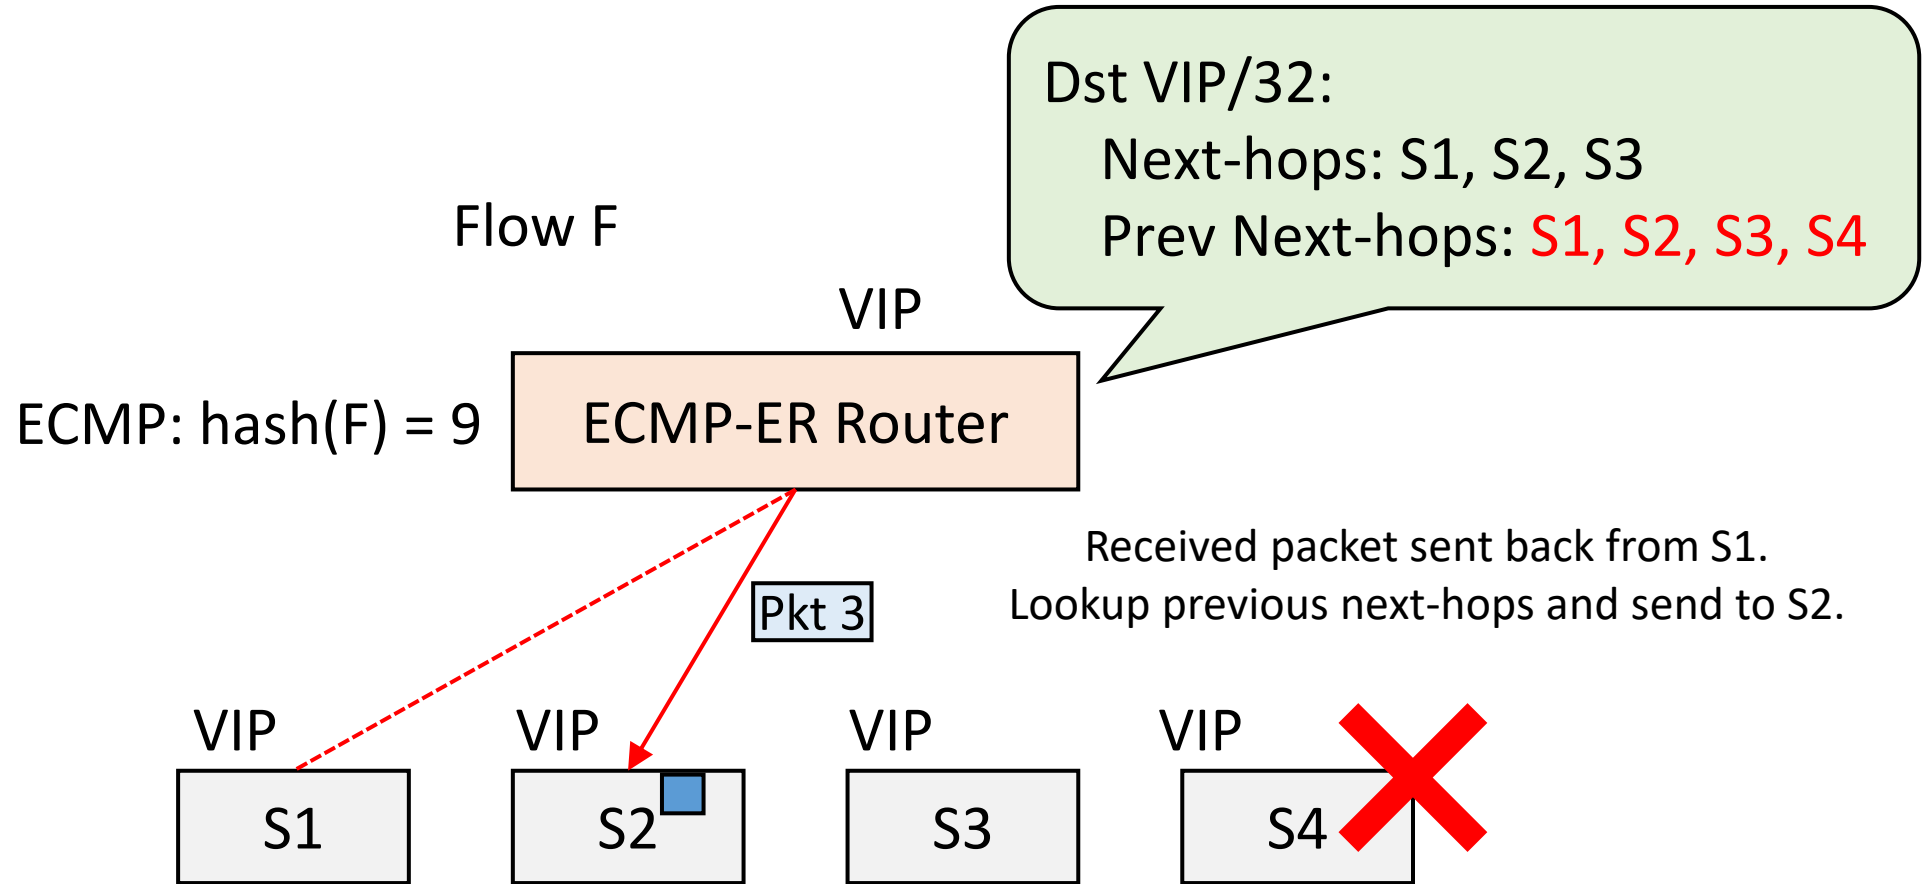 Dst VIP/32:
Next-hops: S1, S2, S3
Prev Next-hops: S1, S2, S3, S4
Flow F
VIP
ECMP: hash(F) = 9
ECMP-ER Router
Received packet sent back from S1.
Lookup previous next-hops and send to S2.
Pkt 3
VIP
VIP
VIP
VIP
S1
S2
S3
S4